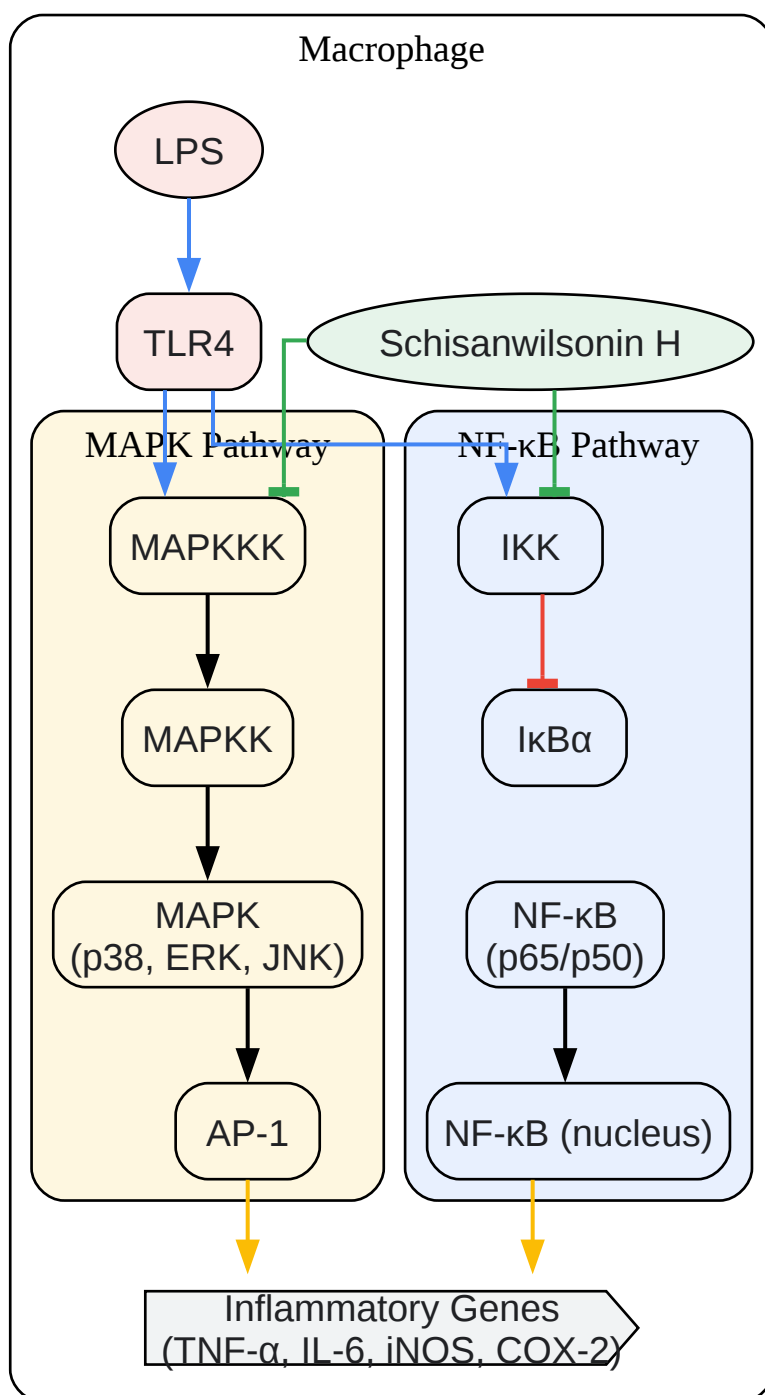 Macrophage
LPS
TLR4
Schisanwilsonin H
MAPK Pathway
NF-κB Pathway
MAPKKK
IKK
MAPKK
IκBα
MAPK
(p38, ERK, JNK)
NF-κB
(p65/p50)
AP-1
NF-κB (nucleus)
Inflammatory Genes
(TNF-α, IL-6, iNOS, COX-2)